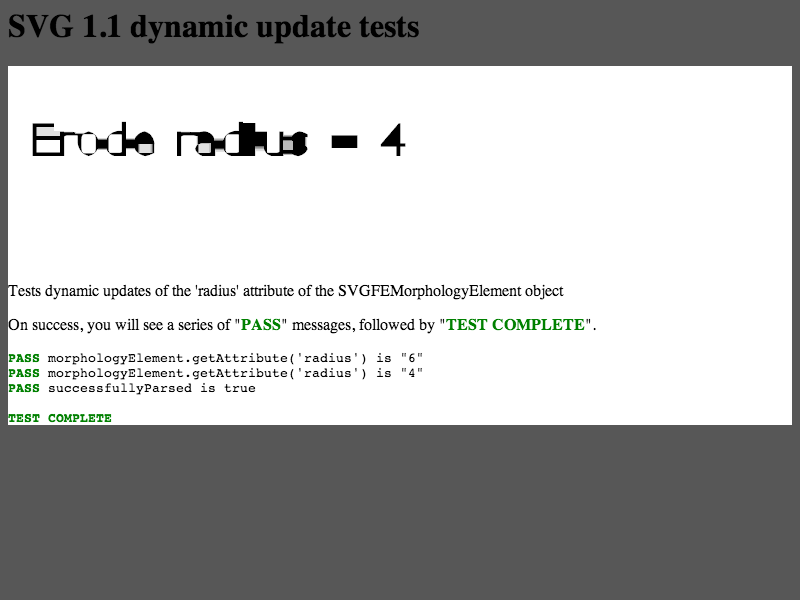 SVG 1.1 dynamic update tests
Erode radius = 4
Tests dynamic updates of the 'radius' attribute of the SVGFEMorphologyElement object
On success, you will see a series of "PASS" messages, followed by "TEST COMPLETE".
PASS morphologyElement.getAttribute('radius') is "6"
PASS morphologyElement.getAttribute('radius') is "4"
PASS successfullyParsed is true
TEST COMPLETE